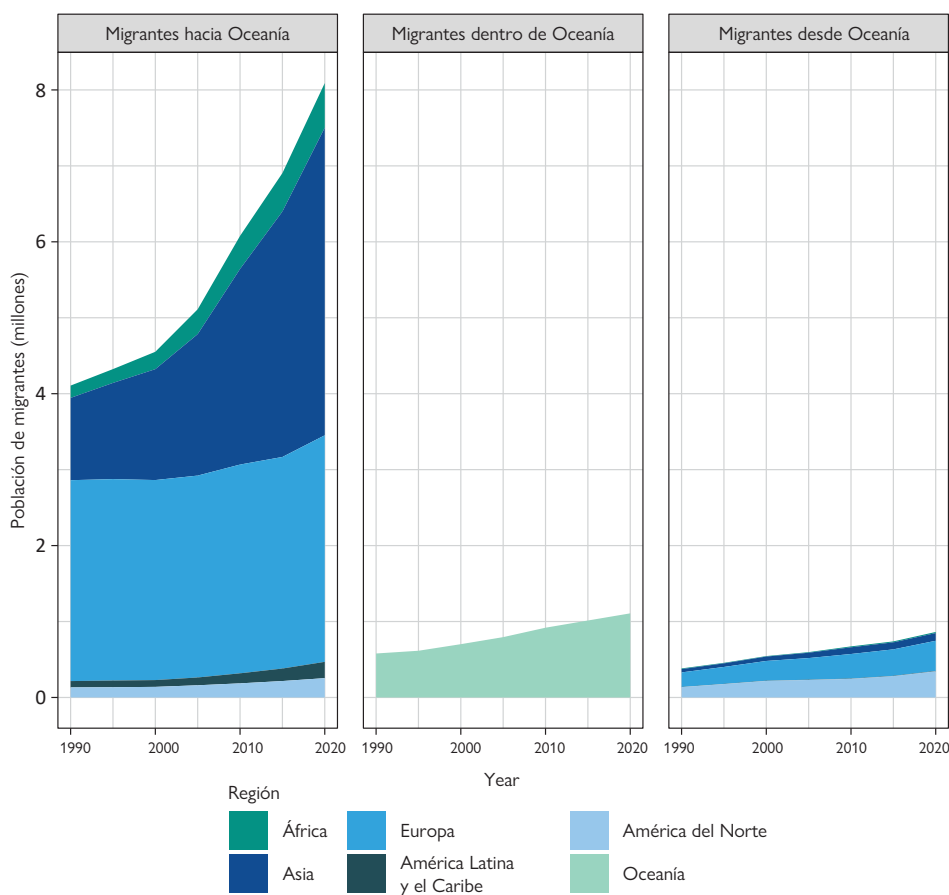 Migrantes hacia Oceanía
Migrantes dentro de Oceanía
Migrantes desde Oceanía
Población de migrantes (millones)
8
6
4
2
0
1990
2000
2010
2020
1990
2000
2010
2020
1990
2000
2010
2020
Year
Región
África
Europa
América del Norte
Asia
América Latina
y el Caribe
Oceanía